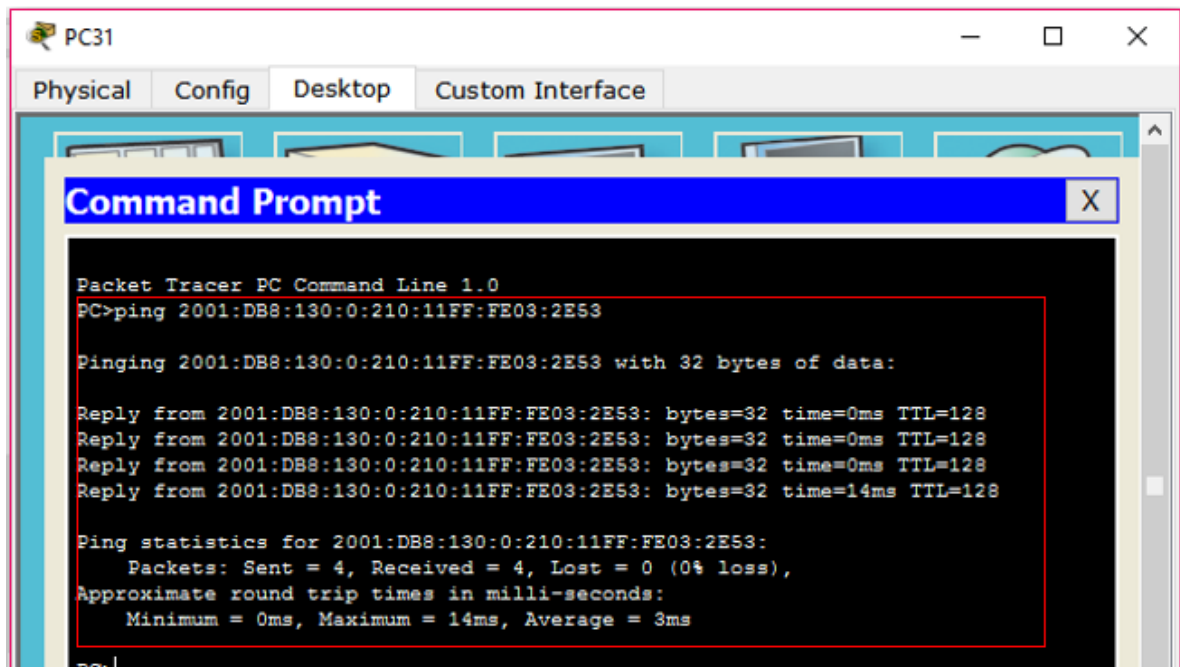 PC31
Physical Config Desktop Custom Interface
Command Prompt X
Packet Tracer PC Command Line 1.0
PC>ping 2001:DB8:130:0:210:11FF:FE03:2E53
Pinging 2001:DB8:130:0:210:11FF:FE03:2E53 with 32 bytes of data:
Reply from 2001:DB8:130:0:210:11FF:FE03:2E53: bytes=32 time=0ms TTL=128
Reply from 2001:DB8:130:0:210:11FF:FE03:2E53: bytes=32 time=0ms TTL=128
Reply from 2001:DB8:130:0:210:11FF:FE03:2E53: bytes=32 time=0ms TTL=128
Reply from 2001:DB8:130:0:210:11FF:FE03:2E53: bytes=32 time=14ms TTL=128
Ping statistics for 2001:DB8:130:0:210:11FF:FE03:2E53:
Packets: Sent = 4, Received = 4, Lost = 0 (0% loss),
Approximate round trip times in milli-seconds:
Minimum = 0ms, Maximum = 14ms, Average = 3ms
PC>